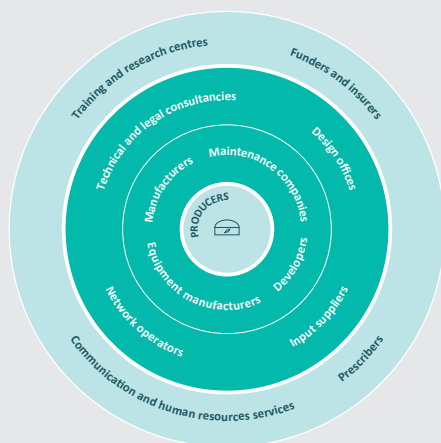 Training and research centres
Funders and insurers
Technical and legal consultancies
Design offices
Manufacturers
Maintenance companies
PRODUCERS
Equipment manufacturers
Developers
Network operators
Input suppliers
Communication and human resources services
Prescribers